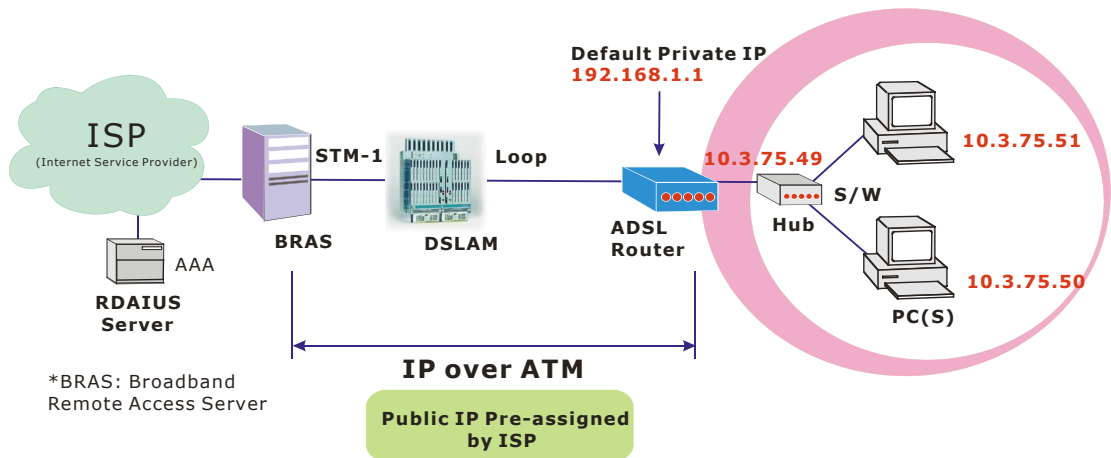 Default Private IP
192.168.1.1
ISP
(Internet Service Provider)
STM-1
Loop
10.3.75.49
10.3.75.51
S/W
Hub
BRAS
DSLAM
ADSL
Router
AAA
RDAIUS
Server
10.3.75.50
PC(S)
IP over ATM
*BRAS: Broadband
Remote Access Server
Public IP Pre-assigned
by ISP